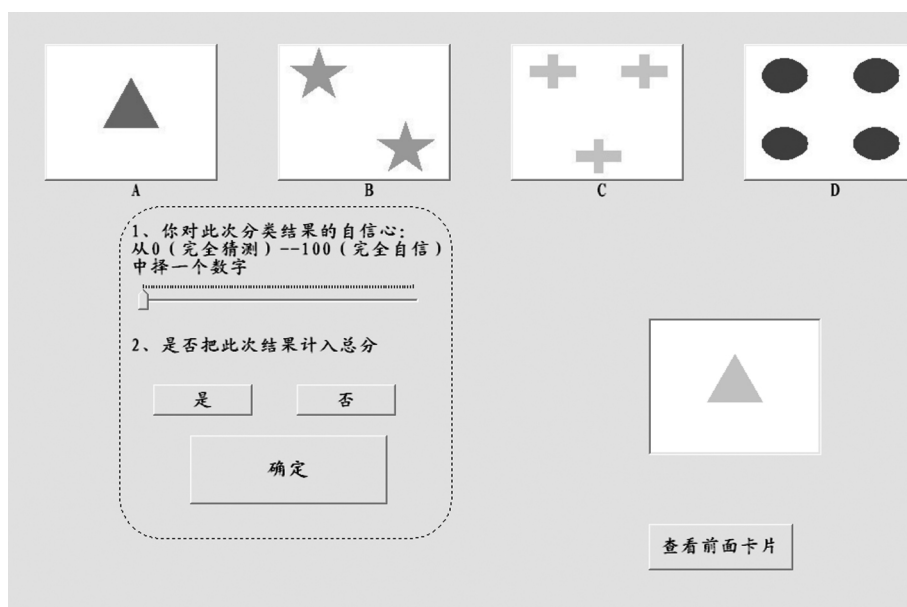 A
B
C
D
1、你对此次分类结果的自信心：
从0（完全猜测）--100（完全自信）
中择一个数字
2、是否把此次结果计入总分
是
否
确定
查看前面卡片